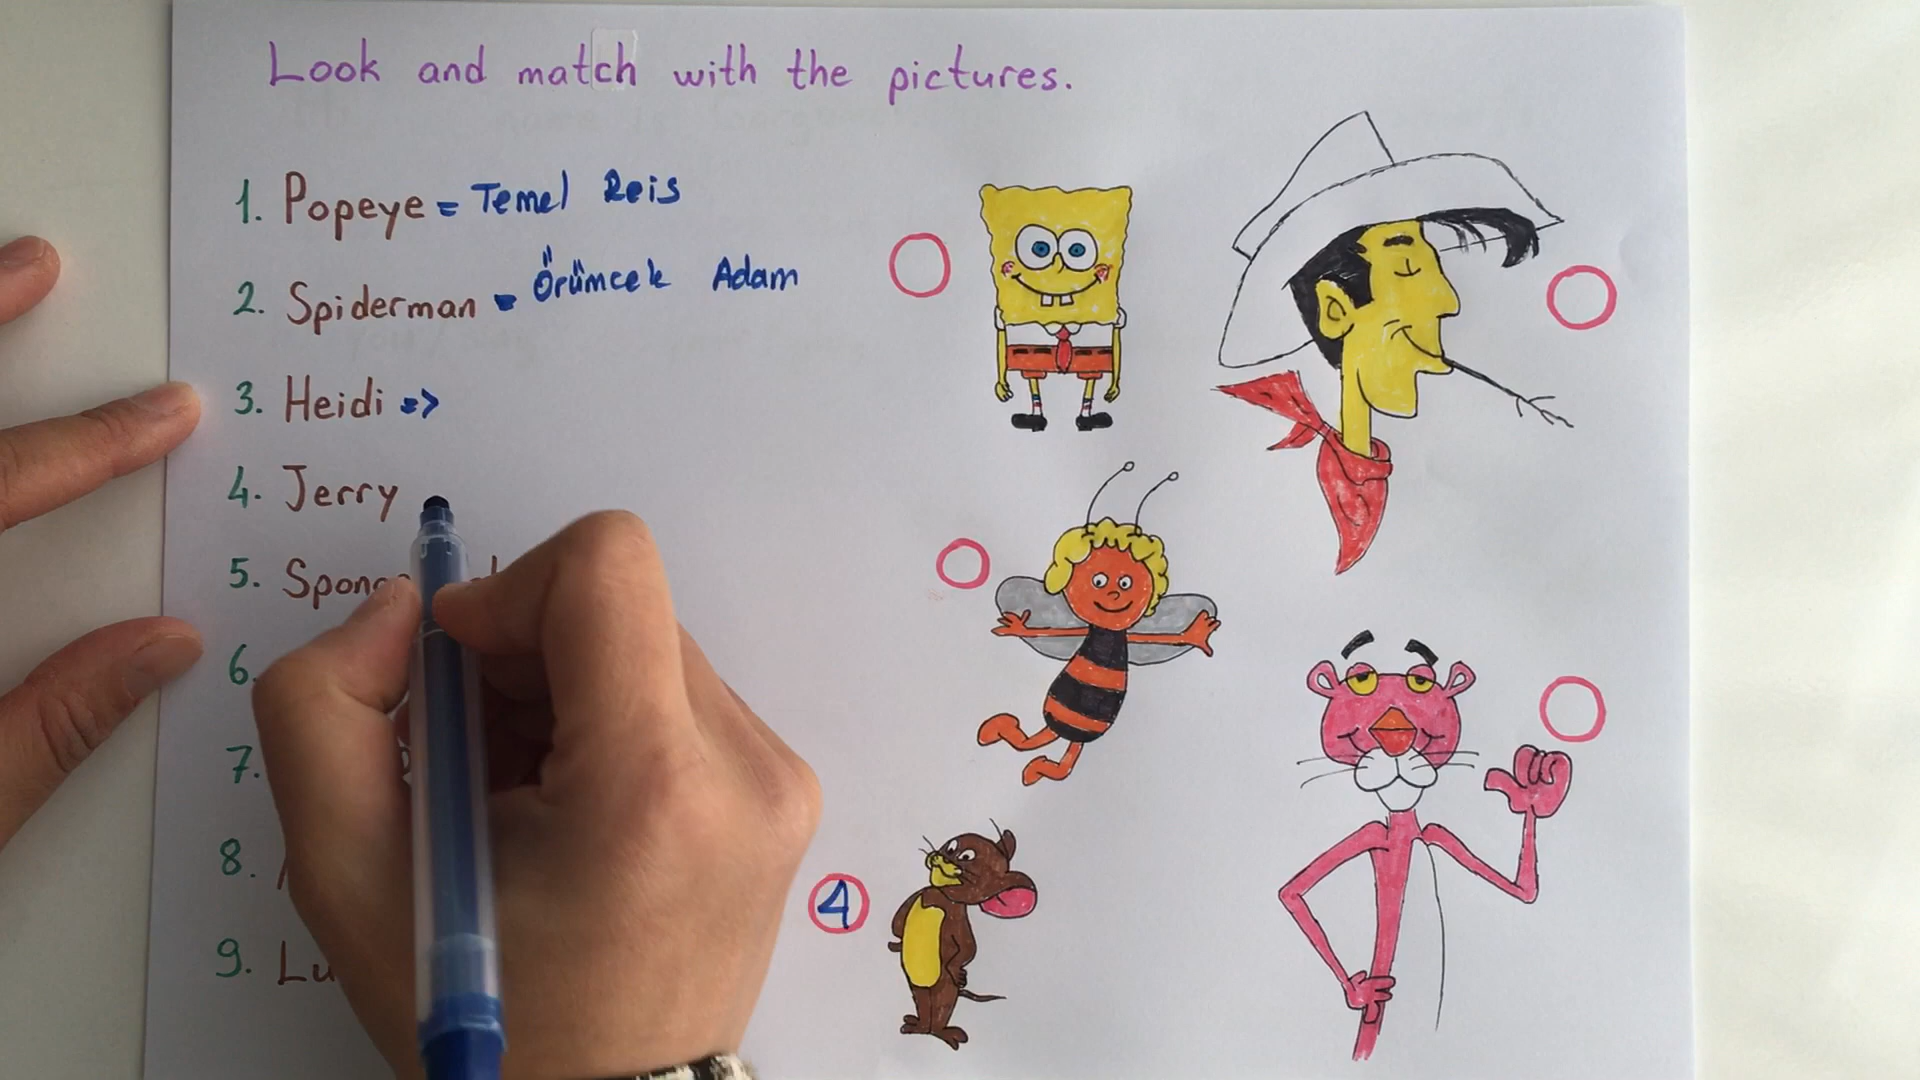 Look and match with the pictures.
1. Popeye = Temel Reis
2. Spiderman = Örümcek Adam
3. Heidi =>
4. Jerry
5.
6.
7.
8.
9.
4